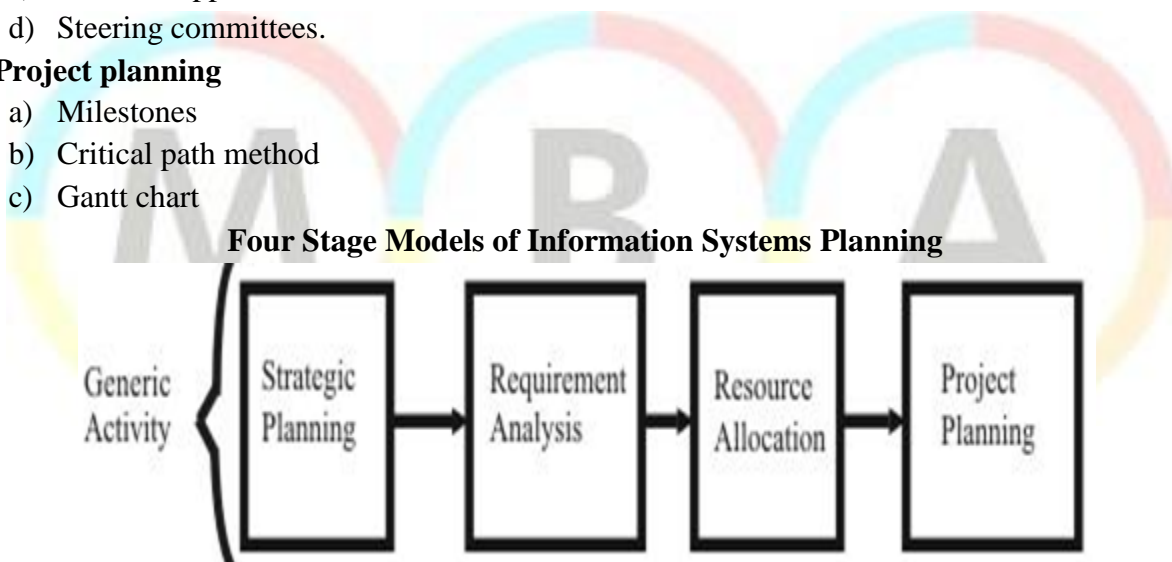 d) Steering committees.
Project planning
a) Milestones
b) Critical path method
c) Gantt chart
M B A
Four Stage Models of Information Systems Planning
Generic
Activity
Strategic
Planning
Requirement
Analysis
Resource
Allocation
Project
Planning